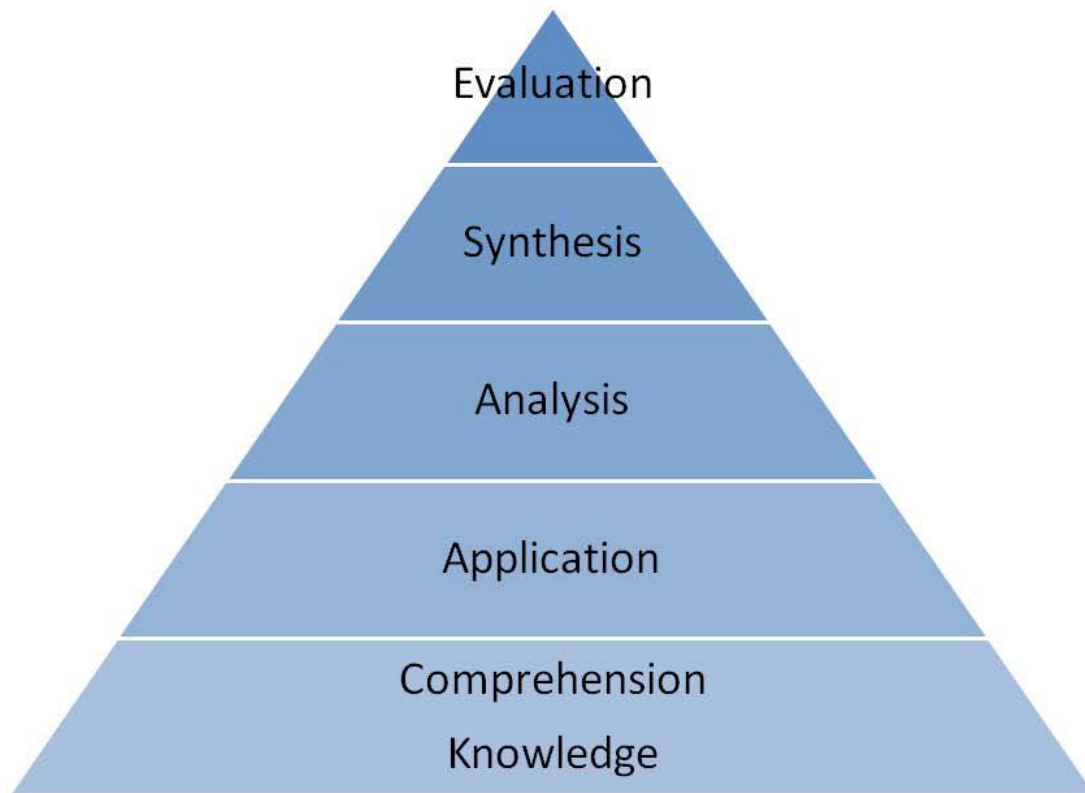 Evaluation
Synthesis
Analysis
Application
Comprehension
Knowledge